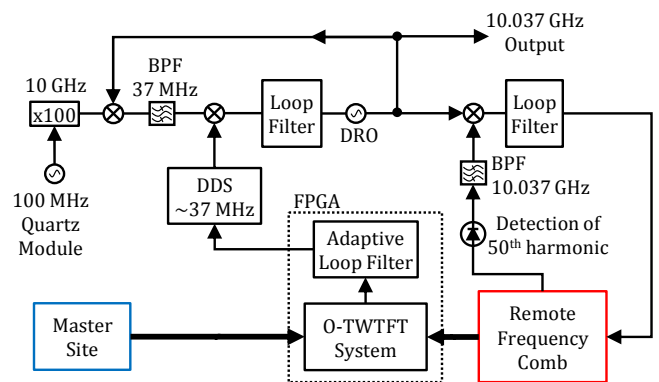 10.037 GHz
Output
10 GHz
x100
BPF
37 MHz
Loop
Filter
DRO
Loop
Filter
100 MHz
Quartz
Module
DDS
~37 MHz
BPF
10.037 GHz
FPGA
Adaptive
Loop Filter
Detection of
50th harmonic
Master
Site
O-TWTFT
System
Remote
Frequency
Comb